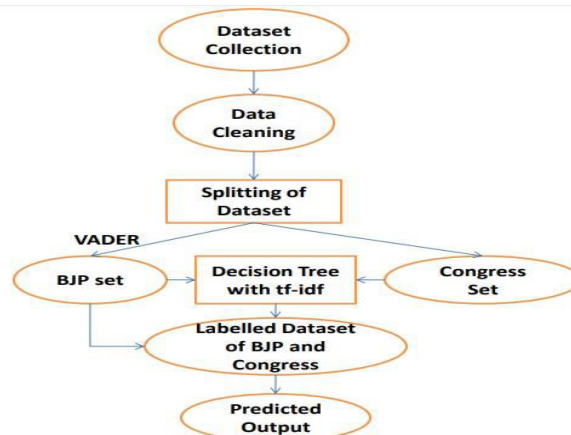 Dataset
Collection
Data
Cleaning
Splitting of
Dataset
VADER
BJP set
Decision Tree
with tf-idf
Congress
Set
Labelled Dataset
of BJP and
Congress
Predicted
Output